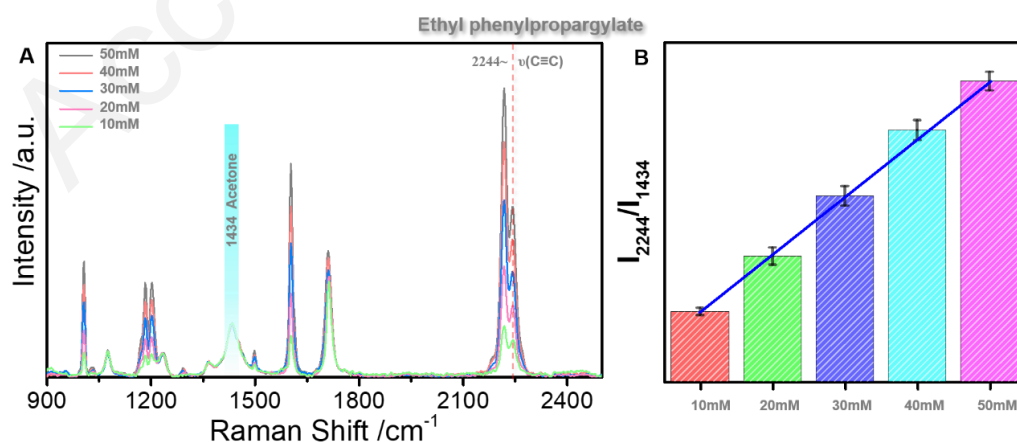 Ethyl phenylpropargylate
A
50mM
40mM
30mM
20mM
10mM
2244~ υ(C≡C)
1434 Acetone
Intensity /a.u.
900 1200 1500 1800 2100 2400
Raman Shift /cm⁻¹
B
I₂₂₄₄/I₁₄₃₄
10mM 20mM 30mM 40mM 50mM